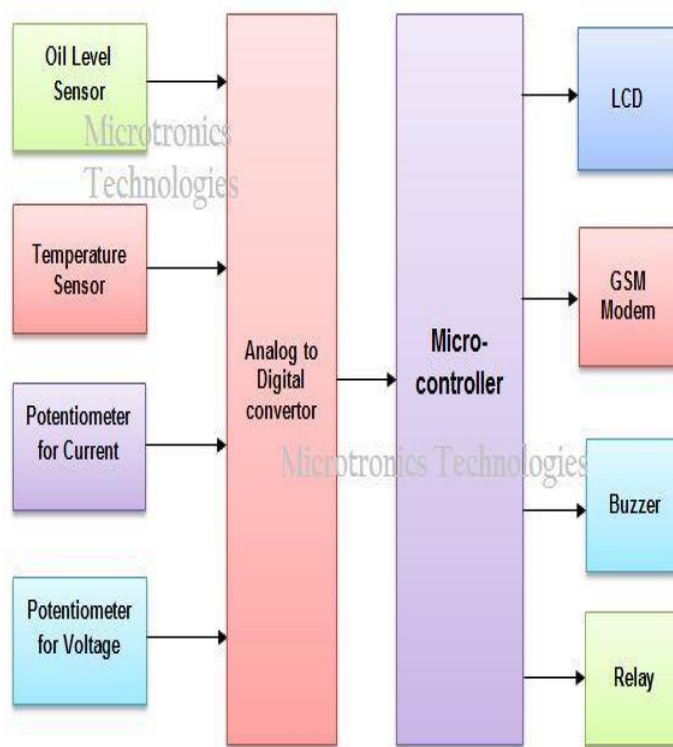 Oil Level
Sensor
Microtronics
Technologies
Temperature
Sensor
Potentiometer
for Current
Potentiometer
for Voltage
Analog to
Digital
convertor
Micro-
controller
Microtronics Technologies
LCD
GSM
Modem
Buzzer
Relay